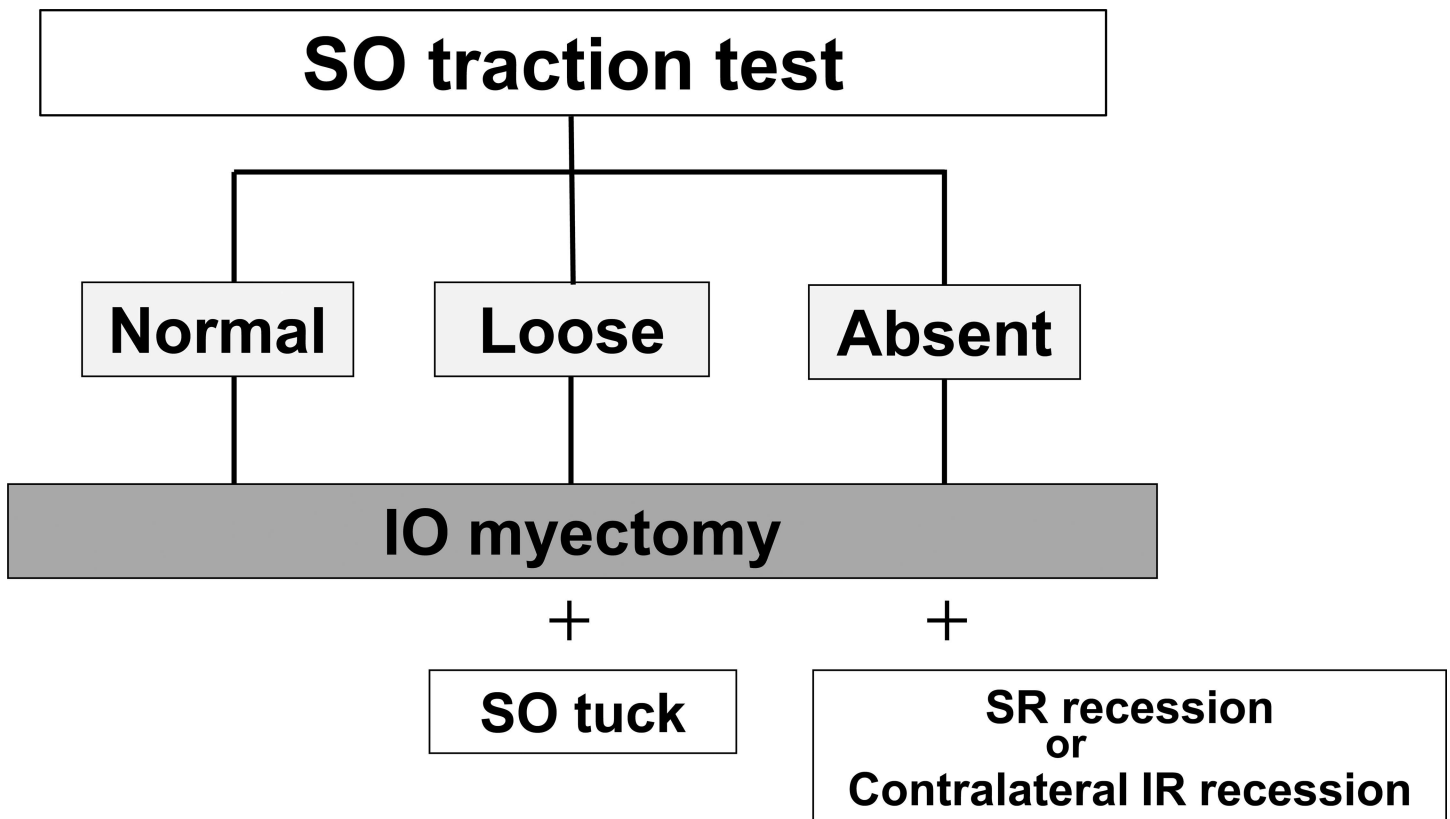 SO traction test
Normal
Loose
Absent
IO myectomy
+
+
SO tuck
SR recession
or
Contralateral IR recession